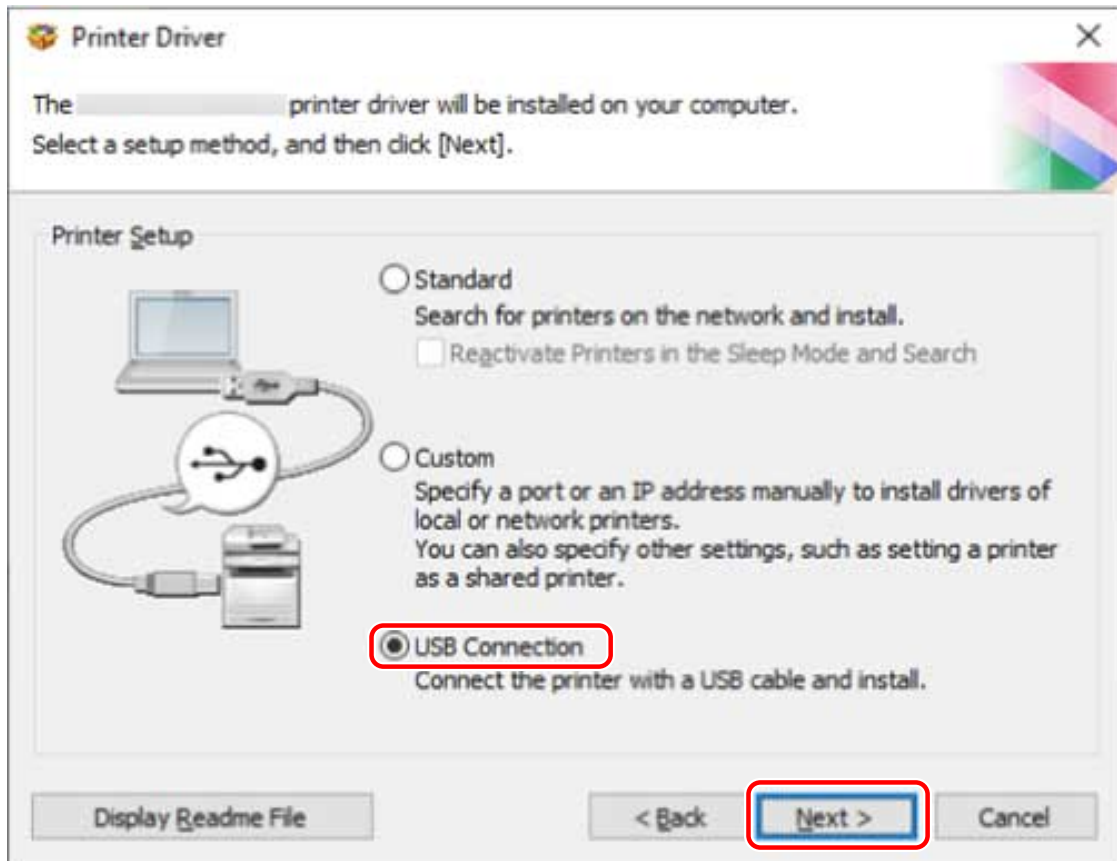 Printer Driver
The printer driver will be installed on your computer.
Select a setup method, and then click [Next].
Printer Setup
Standard
Search for printers on the network and install.
Reactivate Printers in the Sleep Mode and Search
Custom
Specify a port or an IP address manually to install drivers of
local or network printers.
You can also specify other settings, such as setting a printer
as a shared printer.
USB Connection
Connect the printer with a USB cable and install.
Display Readme File
< Back
Next >
Cancel